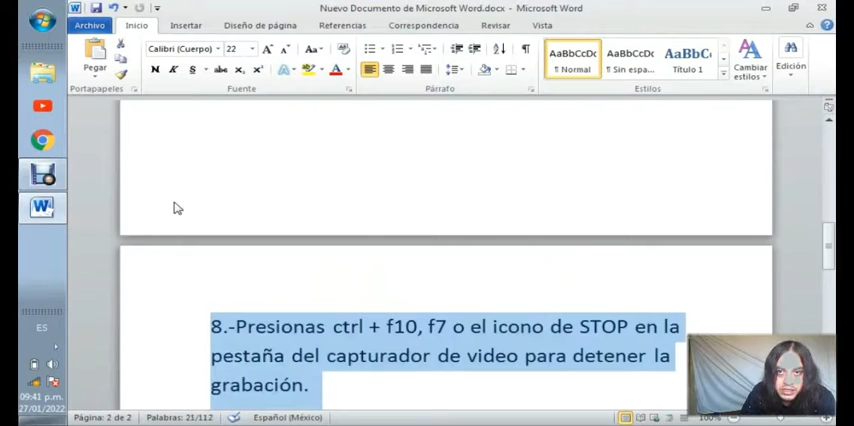 Nuevo Documento de Microsoft Word.docx - Microsoft Word
Archivo Inicio Insertar Diseño de página Referencias Correspondencia Revisar Vista
Calibri (Cuerpo) 22
Pegar
AaBbCcDc AaBbCcDc AaBbC
¶ Normal ¶ Sin espa... Título 1
Cambiar estilos
Edición
Portapapeles Fuente Párrafo Estilos
8.-Presionas ctrl + f10, f7 o el icono de STOP en la
pestaña del capturador de video para detener la
grabación.
ES
09:41 p.m.
27/01/2022
Página: 2 de 2 Palabras: 21/112 Español (México) 100%